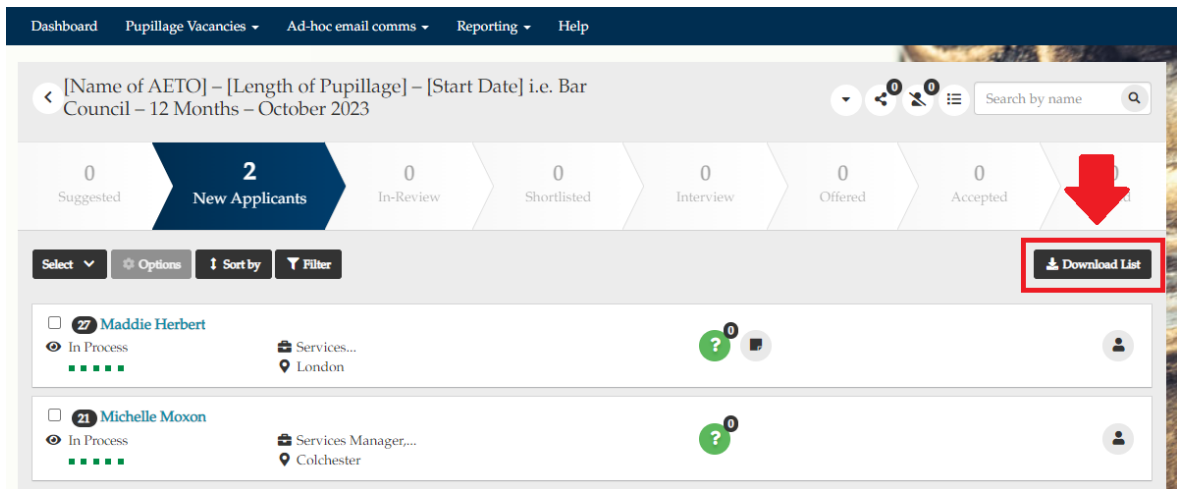 Dashboard Pupillage Vacancies Ad-hoc email comms Reporting Help
[Name of AETO] – [Length of Pupillage] – [Start Date] i.e. Bar
Council – 12 Months – October 2023
0 0 Search by name
0 2 0 0 0 0 0
Suggested New Applicants In-Review Shortlisted Interview Offered Accepted
Select Options Sort by Filter Download List
27 Maddie Herbert 0
In Process Services...
London
21 Michelle Moxon 0
In Process Services Manager,...
Colchester